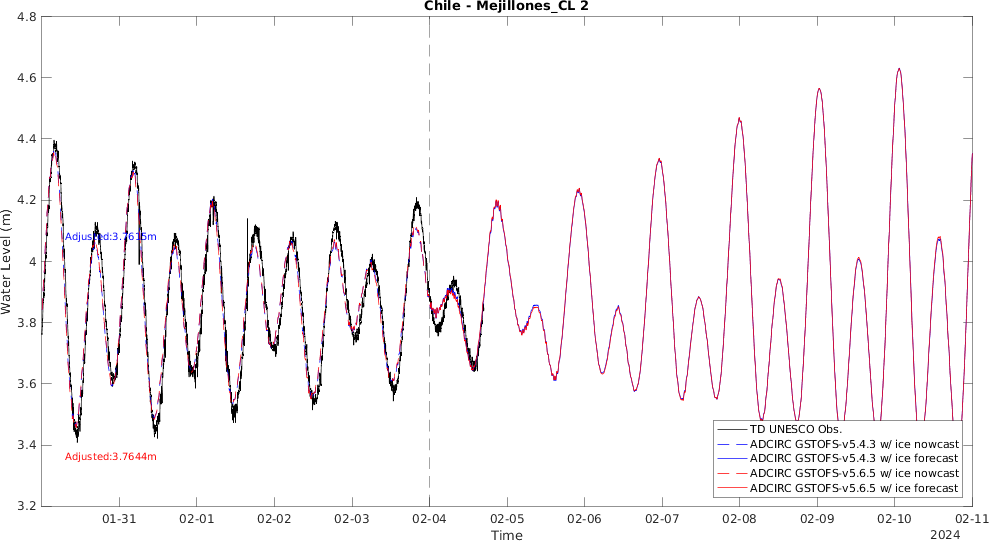 Chile - Mejillones_CL 2
4.8
4.6
4.4
4.2
4
3.8
3.6
3.4
3.2
Water Level (m)
Adjusted:3.7615m
Adjusted:3.7644m
TD UNESCO Obs.
ADCIRC GSTOFS-v5.4.3 w/ ice nowcast
ADCIRC GSTOFS-v5.4.3 w/ ice forecast
ADCIRC GSTOFS-v5.6.5 w/ ice nowcast
ADCIRC GSTOFS-v5.6.5 w/ ice forecast
01-31 02-01 02-02 02-03 02-04 02-05 02-06 02-07 02-08 02-09 02-10 02-11
Time
2024